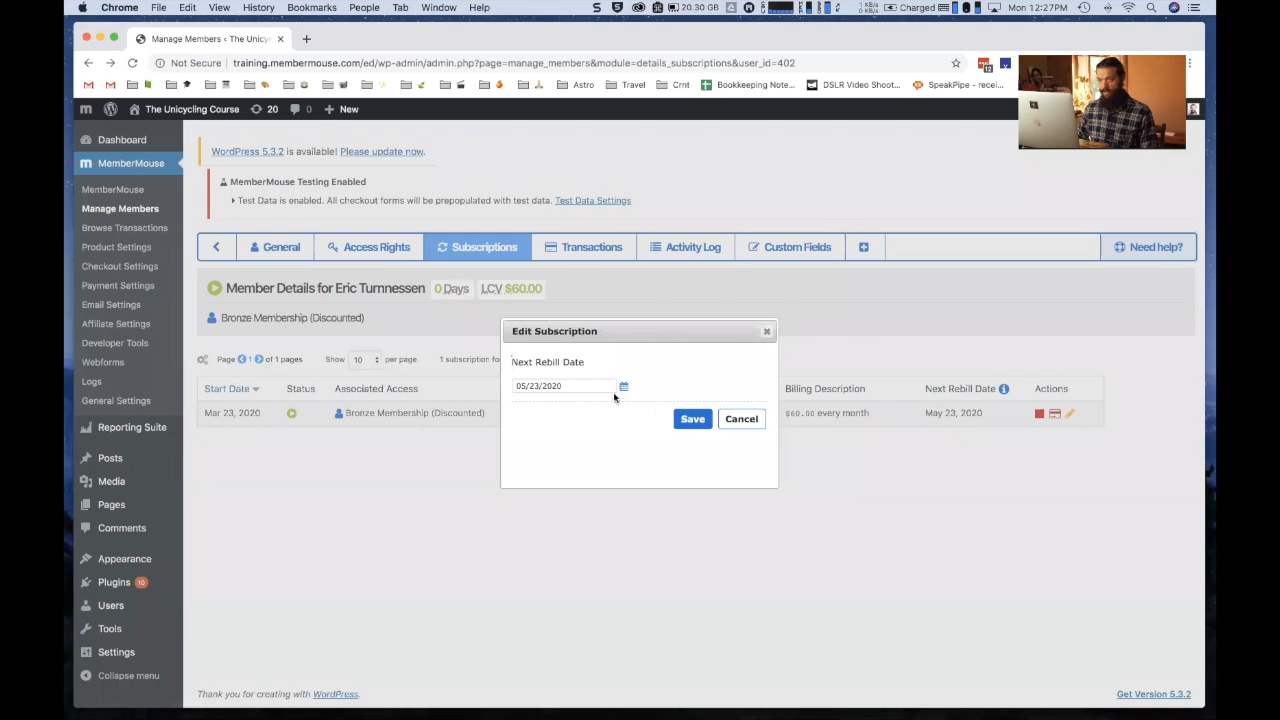 Chrome File Edit View History Bookmarks People Tab Window Help 20.30 GB Charged Mon 12:27PM
Manage Members < The Unicyc
Not Secure training.membermouse.com/ed/wp-admin/admin.php?page=manage_members&module=details_subscriptions&user_id=402
Astro Travel Crnt Bookkeeping Note... DSLR Video Shoot... SpeakPipe - recei...
The Unicycling Course 20 0 + New
Dashboard
MemberMouse
MemberMouse
Manage Members
Browse Transactions
Product Settings
Checkout Settings
Payment Settings
Email Settings
Affiliate Settings
Developer Tools
Webforms
Logs
General Settings
Reporting Suite
Posts
Media
Pages
Comments
Appearance
Plugins 10
Users
Tools
Settings
Collapse menu
WordPress 5.3.2 is available! Please update now.
MemberMouse Testing Enabled
Test Data is enabled. All checkout forms will be prepopulated with test data. Test Data Settings
General Access Rights Subscriptions Transactions Activity Log Custom Fields Need help?
Member Details for Eric Turnnessen 0 Days LCV $60.00
Bronze Membership (Discounted)
Page 1 of 1 pages Show 10 per page 1 subscription fo
Start Date Status Associated Access Billing Description Next Rebill Date Actions
Mar 23, 2020 Bronze Membership (Discounted) $60.00 every month May 23, 2020
Edit Subscription
Next Rebill Date
05/23/2020
Save Cancel
Thank you for creating with WordPress. Get Version 5.3.2